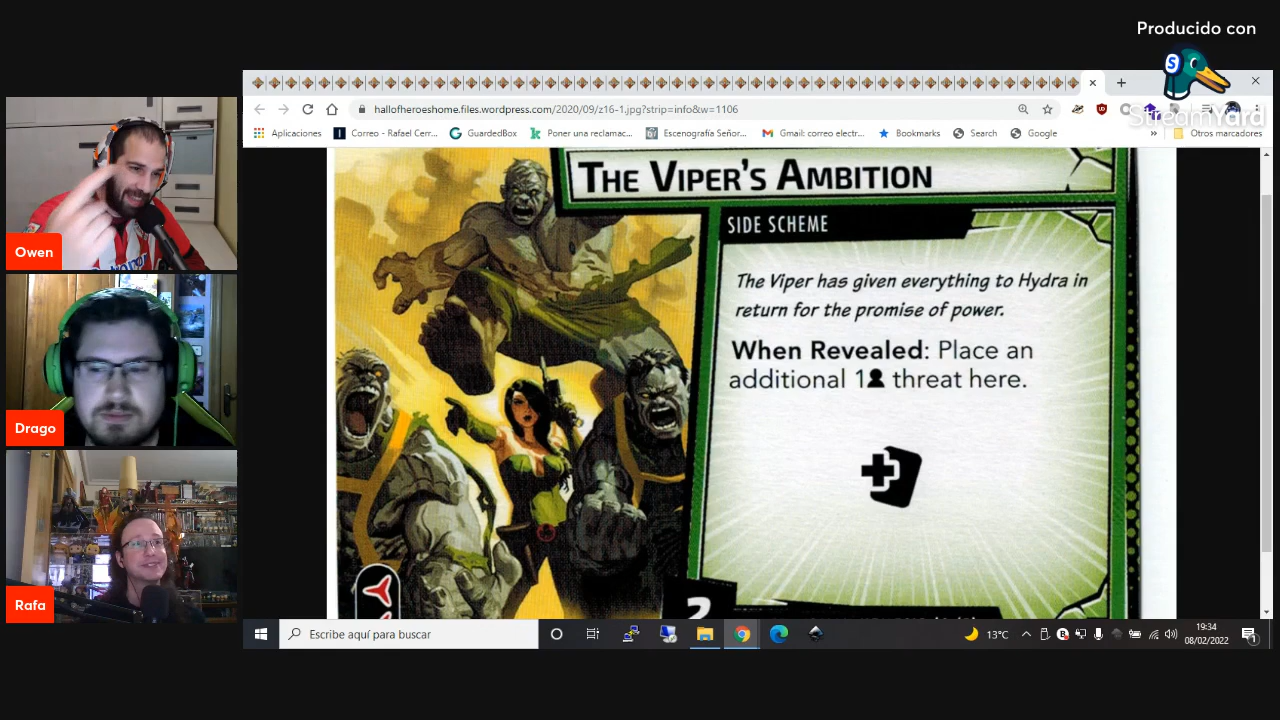 Producido con
StreamYard
hallofheroeshome.files.wordpress.com/2020/09/z16-1.jpg?strip=info&w=1106
Aplicaciones
Correo - Rafael Cerr...
GuardedBox
Poner una reclamac...
Escenografía Señor...
Gmail: correo electr...
Bookmarks
Search
Google
»
Otros marcadores
Owen
Drago
Rafa
THE VIPER'S AMBITION
SIDE SCHEME
The Viper has given everything to Hydra in
return for the promise of power.
When Revealed: Place an
additional 1 threat here.
2
Escribe aquí para buscar
13°C
19:34
08/02/2022